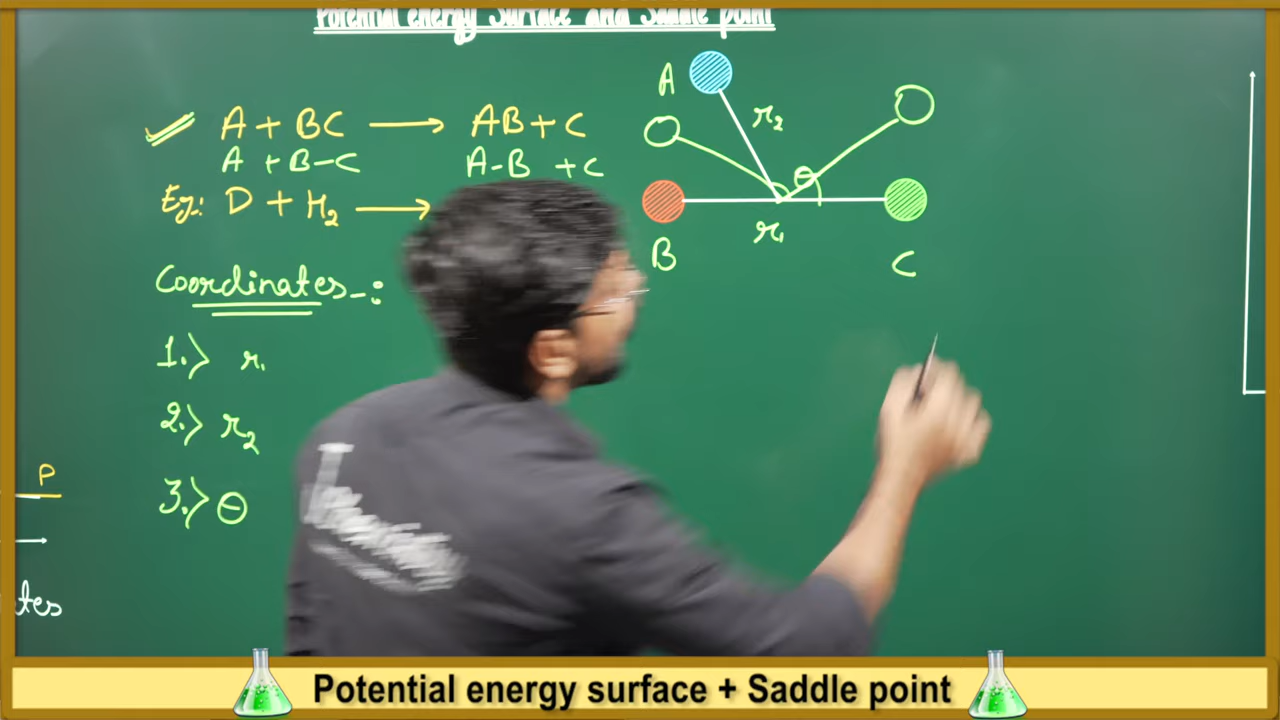 Potential energy Surface and Saddle point
A + BC ⟶ AB + C
A + B-C A-B + C
Eg: D + H₂ ⟶
Coordinates -:
1.> r₁
2.> r₂
3.> θ
A
r₂
θ
r₁
B
C
P
tes
Potential energy surface + Saddle point